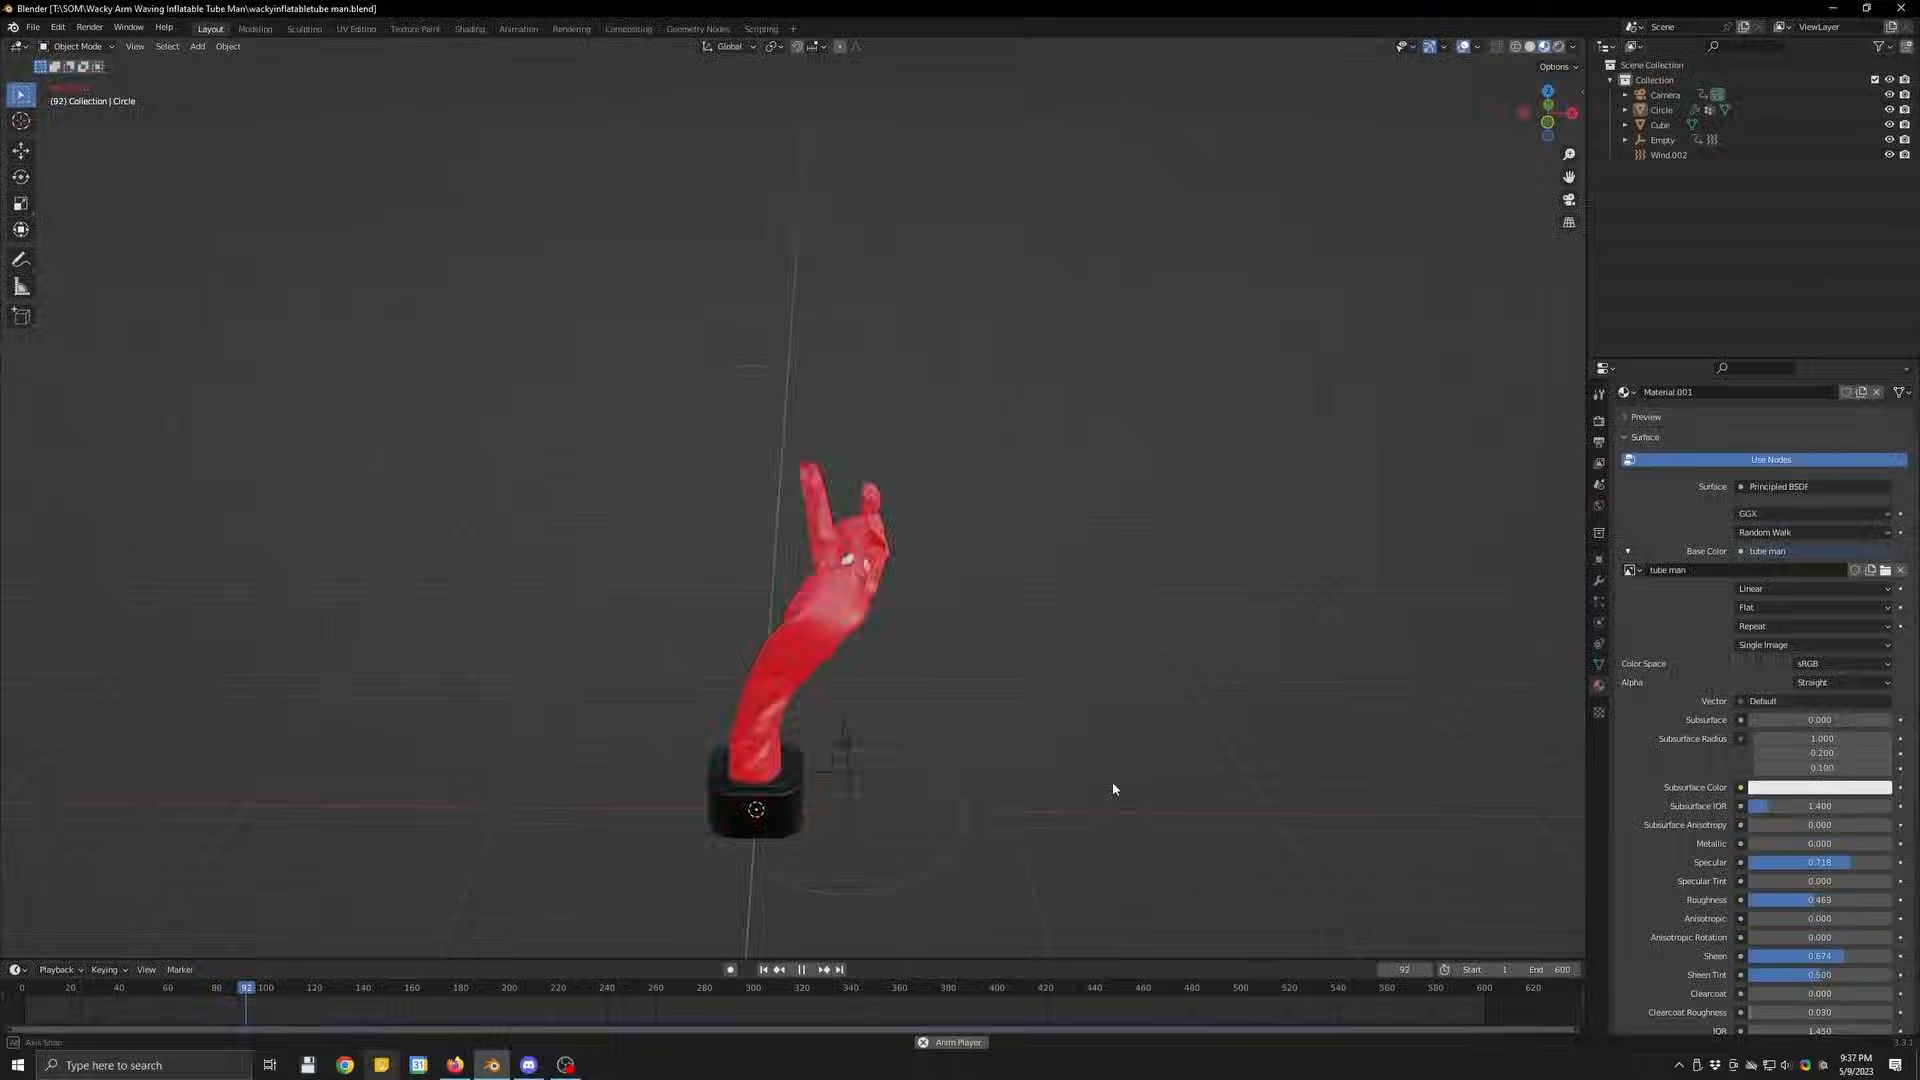 Blender [T:\SOM\Wacky Arm Waving Inflatable Tube Man\wackyinflatabletube man.blend]
File Edit Render Window Help Layout Modeling Sculpting UV Editing Texture Paint Shading Animation Rendering Compositing Geometry Nodes Scripting + Scene ViewLayer
Object Mode View Select Add Object Global
Options
(92) Collection | Circle
Scene Collection
Collection
Camera
Circle
Cube
Empty
Wind.002
Material.001
Preview
Surface
Use Nodes
Surface Principled BSDF
GGX
Random Walk
Base Color tube man
tube man
Linear
Flat
Repeat
Single Image
Color Space sRGB
Alpha Straight
Vector Default
Subsurface 0.000
Subsurface Radius 1.000
0.200
0.100
Subsurface Color
Subsurface IOR 1.400
Subsurface Anisotropy 0.000
Metallic 0.000
Specular 0.718
Specular Tint 0.000
Roughness 0.469
Anisotropic 0.000
Anisotropic Rotation 0.000
Sheen 0.674
Sheen Tint 0.500
Clearcoat 0.000
Clearcoat Roughness 0.030
IOR 1.450
Playback Keying View Marker 92 Start 1 End 600
0 20 40 60 80 92 100 120 140 160 180 200 220 240 260 280 300 320 340 360 380 400 420 440 460 480 500 520 540 560 580 600 620
Axis Snap Anim Player 3.3.1
Type here to search
31
9:37 PM
5/9/2023